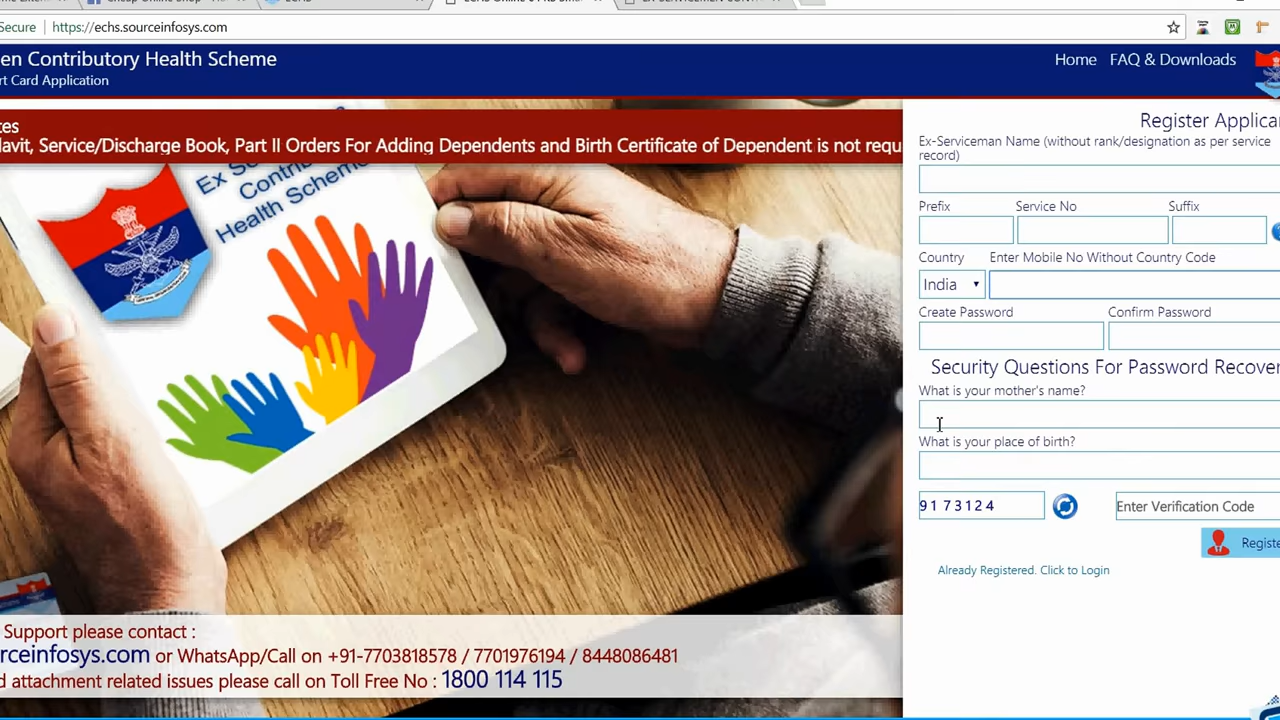 ECHS
Secure https://echs.sourceinfosys.com
en Contributory Health Scheme
rt Card Application
Home FAQ & Downloads
tes
lavit, Service/Discharge Book, Part II Orders For Adding Dependents and Birth Certificate of Dependent is not requ
Contrib
Health Scheme
Register Applica
Ex-Serviceman Name (without rank/designation as per service
record)
Prefix Service No Suffix
Country Enter Mobile No Without Country Code
India
Create Password Confirm Password
Security Questions For Password Recover
What is your mother's name?
What is your place of birth?
9173124 Enter Verification Code
Registe
Already Registered. Click to Login
Support please contact :
rceinfosys.com or WhatsApp/Call on +91-7703818578 / 7701976194 / 8448086481
d attachment related issues please call on Toll Free No : 1800 114 115